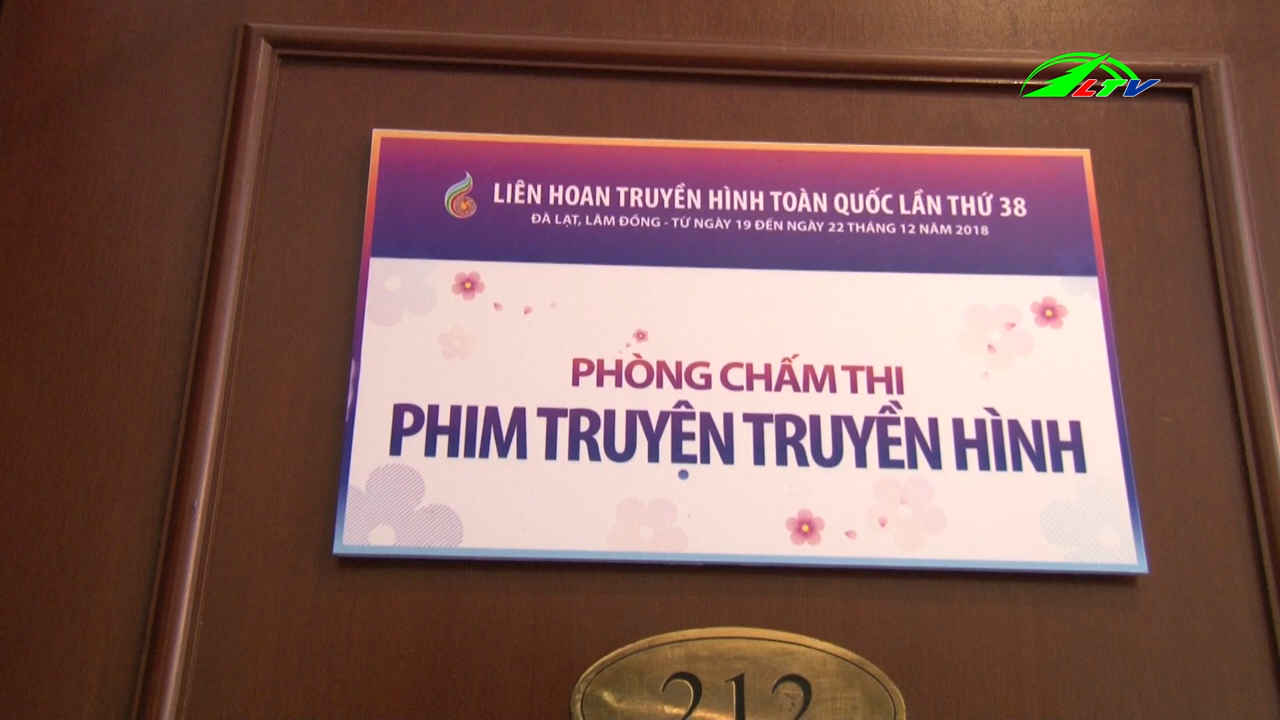 LTV
LIÊN HOAN TRUYỀN HÌNH TOÀN QUỐC LẦN THỨ 38
ĐÀ LẠT, LÂM ĐỒNG - TỪ NGÀY 19 ĐẾN NGÀY 22 THÁNG 12 NĂM 2018
PHÒNG CHẤM THI
PHIM TRUYỆN TRUYỀN HÌNH
212